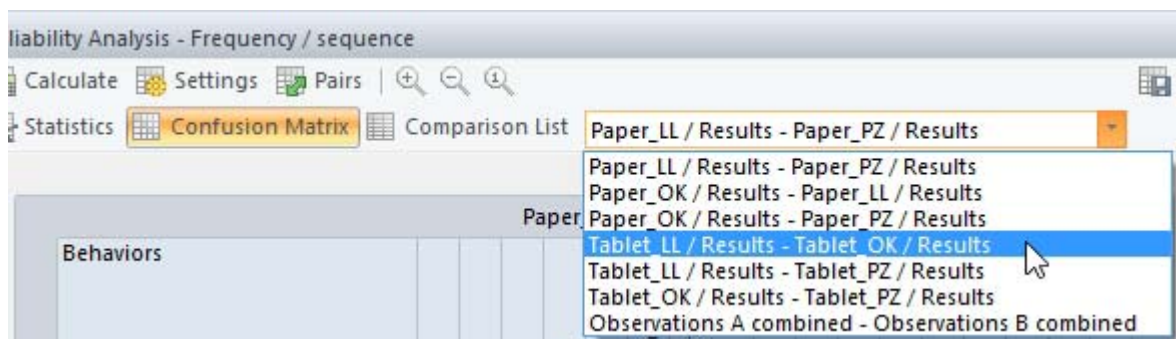 liability Analysis - Frequency / sequence
Calculate Settings Pairs
Statistics Confusion Matrix Comparison List Paper_LL / Results - Paper_PZ / Results
Paper_LL / Results - Paper_PZ / Results
Paper_OK / Results - Paper_LL / Results
Paper_ Paper_OK / Results - Paper_PZ / Results
Behaviors Tablet_LL / Results - Tablet_OK / Results
Tablet_LL / Results - Tablet_PZ / Results
Tablet_OK / Results - Tablet_PZ / Results
Observations A combined - Observations B combined